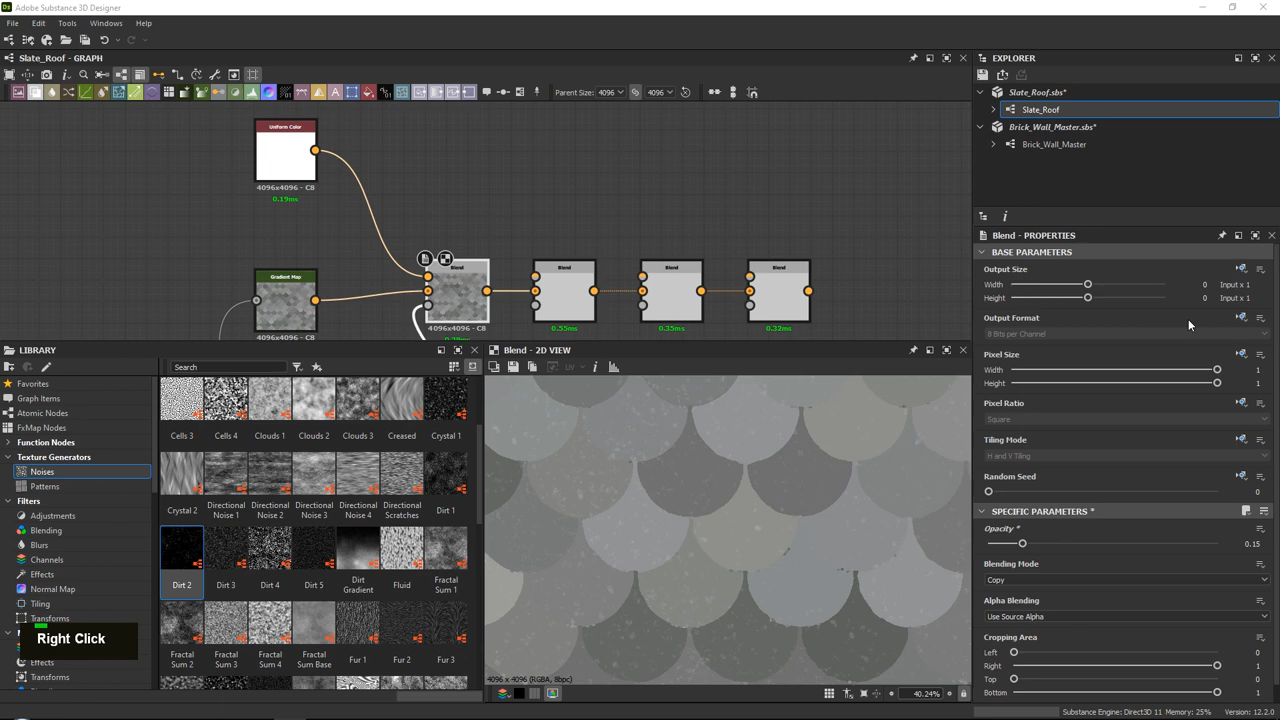 Adobe Substance 3D Designer
File Edit Tools Windows Help
Slate_Roof - GRAPH
Parent Size: 4096 4096
Uniform Color
4096x4096 - C8
0.19ms
Gradient Map
4096x4096 - C8
Blend
4096x4096 - C8
Blend
0.55ms
Blend
0.35ms
Blend
0.32ms
EXPLORER
Slate_Roof.sbs*
Slate_Roof
Brick_Wall_Master.sbs*
Brick_Wall_Master
Blend - PROPERTIES
BASE PARAMETERS
Output Size
Width 0 Input x 1
Height 0 Input x 1
Output Format
8 Bits per Channel
Pixel Size
Width 1
Height 1
Pixel Ratio
Square
Tiling Mode
H and V Tiling
Random Seed
0
SPECIFIC PARAMETERS *
Opacity *
0.15
Blending Mode
Copy
Alpha Blending
Use Source Alpha
Cropping Area
Left 0
Right 1
Top 0
Bottom 1
LIBRARY
Search
Favorites
Graph Items
Atomic Nodes
FxMap Nodes
Function Nodes
Texture Generators
Noises
Patterns
Filters
Adjustments
Blending
Blurs
Channels
Effects
Normal Map
Tiling
Transforms
Right Click
Effects
Transforms
Cells 3 Cells 4 Clouds 1 Clouds 2 Clouds 3 Creased Crystal 1
Crystal 2 Directional Noise 1 Directional Noise 2 Directional Noise 3 Directional Noise 4 Directional Scratches Dirt 1
Dirt 2 Dirt 3 Dirt 4 Dirt 5 Dirt Gradient Fluid Fractal Sum 1
Fractal Sum 2 Fractal Sum 3 Fractal Sum 4 Fractal Sum Base Fur 1 Fur 2 Fur 3
Blend - 2D VIEW
UV
4096 x 4096 (RGBA, 8bpc)
40.24%
Substance Engine: Direct3D 11 Memory: 25% Version: 12.2.0